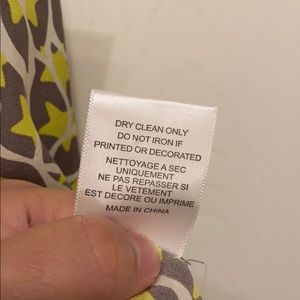 DRY CLEAN ONLY
DO NOT IRON IF
PRINTED OR DECORATED
NETTOYAGE A SEC
UNIQUEMENT
NE PAS REPASSER SI
LE VETEMENT
EST DECORE OU IMPRIME
MADE IN CHINA